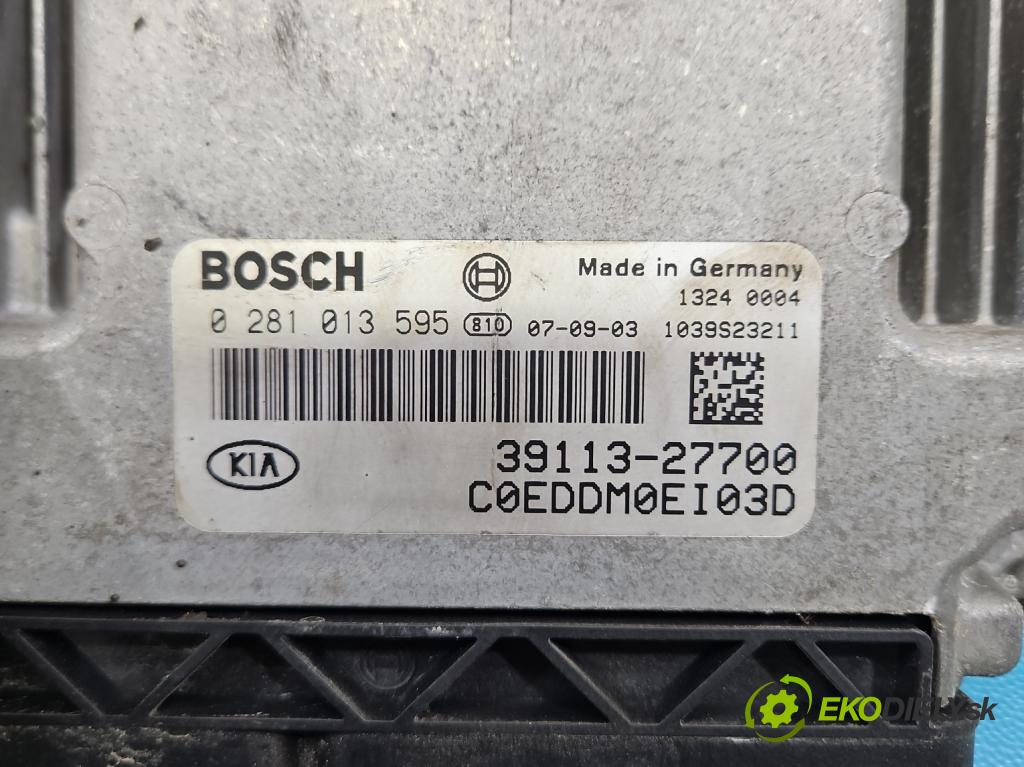 BOSCH
Made in Germany
1324 0004
0 281 013 595 810 07-09-03 1039S23211
KIA
39113-27700
C0EDDM0EI03D
EKODIELY.sk